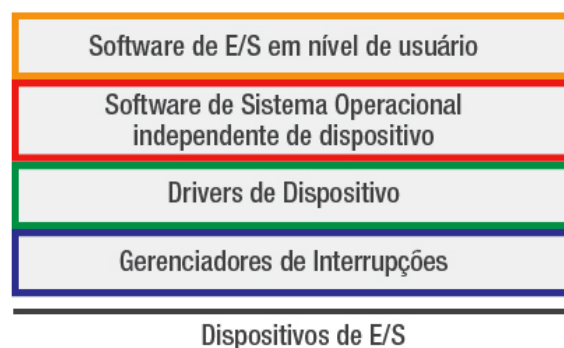 Software de E/S em nível de usuário
Software de Sistema Operacional
independente de dispositivo
Drivers de Dispositivo
Gerenciadores de Interrupções
Dispositivos de E/S